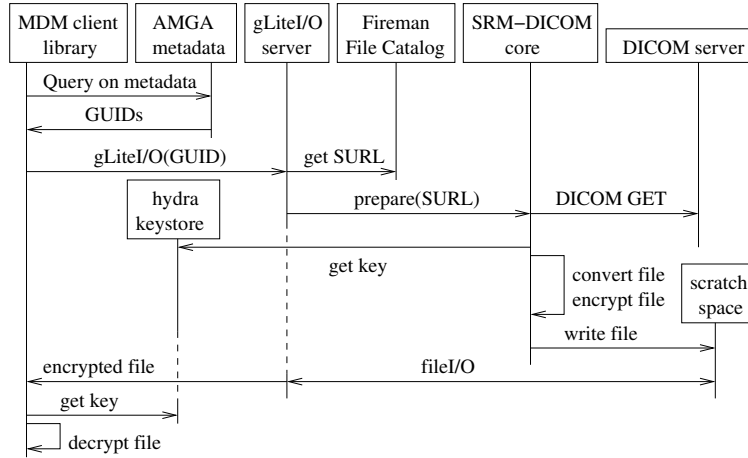 MDM client
library
AMGA
metadata
gLiteI/O
server
Fireman
File Catalog
SRM−DICOM
core
DICOM server
Query on metadata
GUIDs
gLiteI/O(GUID)
get SURL
hydra
keystore
prepare(SURL)
DICOM GET
get key
convert file
encrypt file
scratch
space
write file
encrypted file
fileI/O
get key
decrypt file